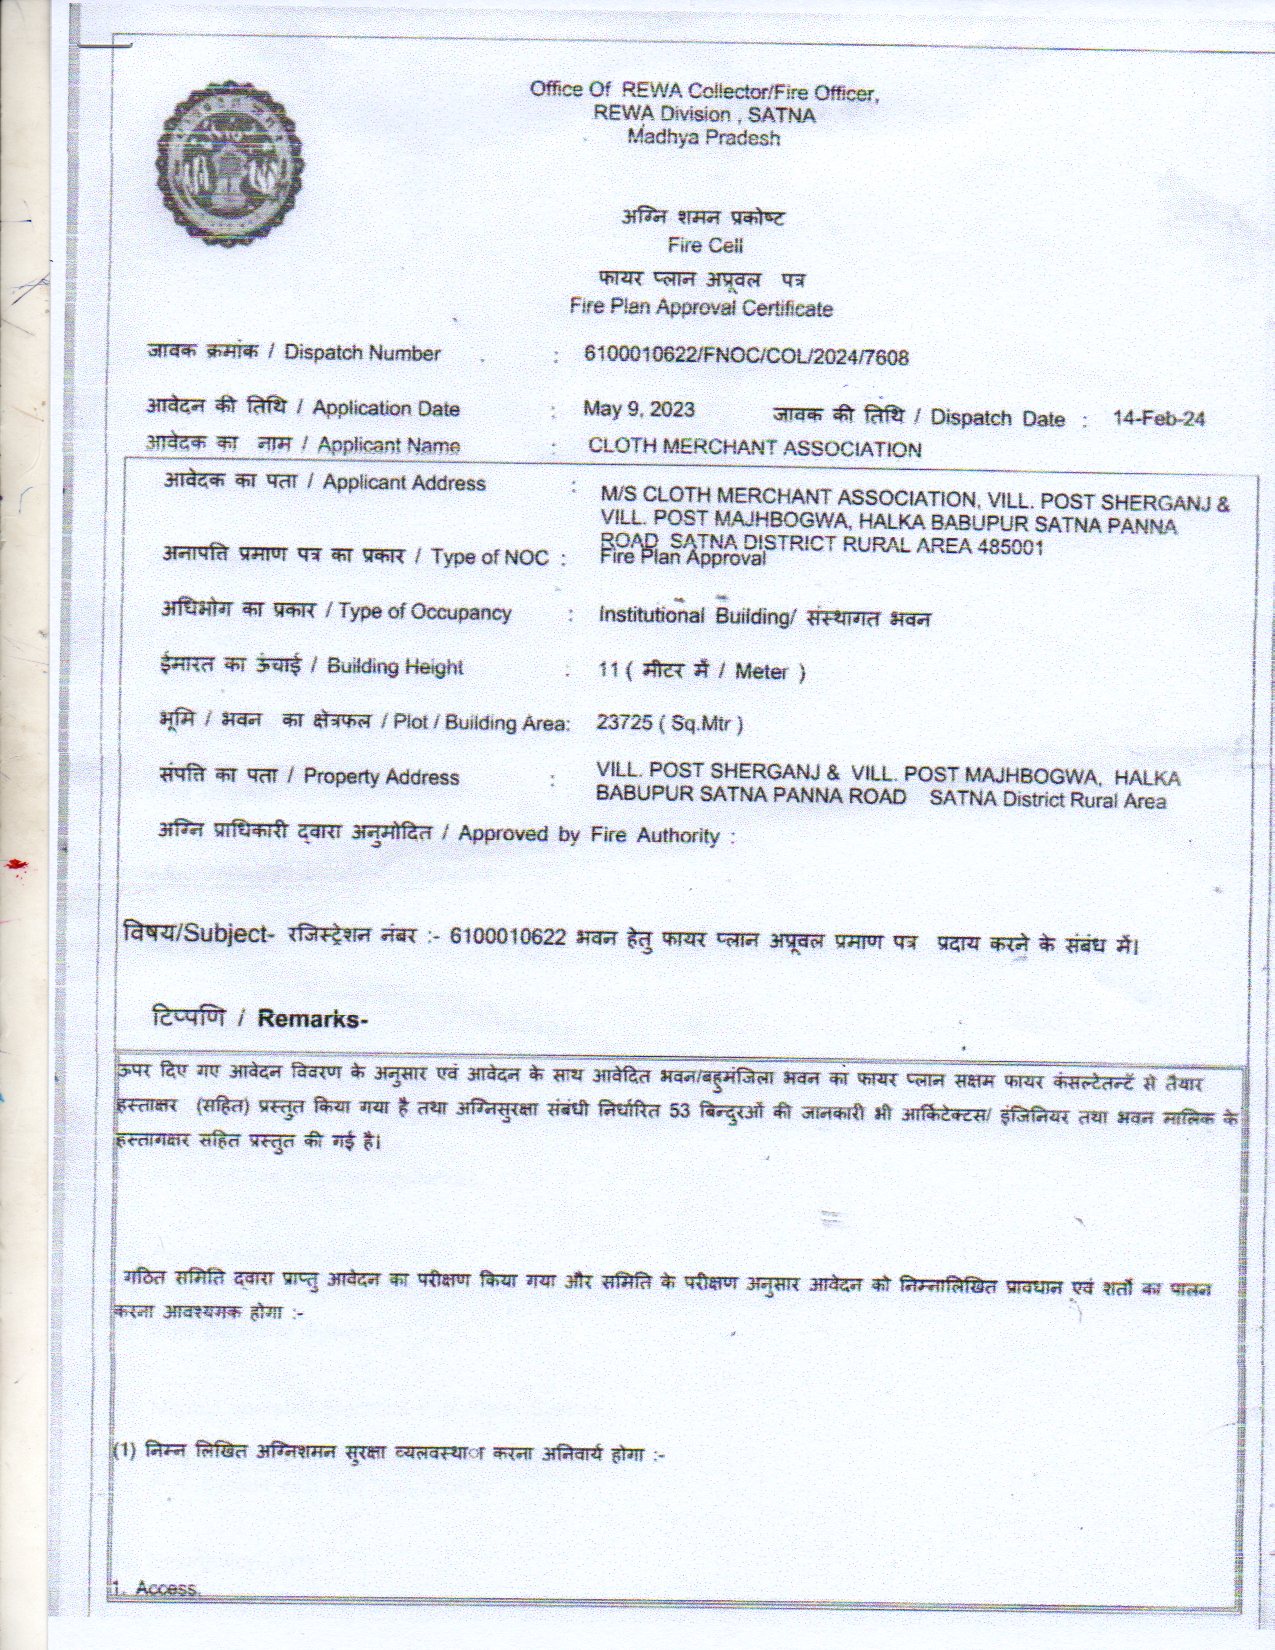 Office Of REWA Collector/Fire Officer,
REWA Division , SATNA
Madhya Pradesh
अग्नि शमन प्रकोष्ट
Fire Cell
फायर प्लान अप्रूवल पत्र
Fire Plan Approval Certificate
जावक क्रमांक / Dispatch Number : 6100010622/FNOC/COL/2024/7608
आवेदन की तिथि / Application Date : May 9, 2023 जावक की तिथि / Dispatch Date : 14-Feb-24
आवेदक का नाम / Applicant Name : CLOTH MERCHANT ASSOCIATION
आवेदक का पता / Applicant Address : M/S CLOTH MERCHANT ASSOCIATION, VILL. POST SHERGANJ &
VILL. POST MAJHBOGWA, HALKA BABUPUR SATNA PANNA
ROAD SATNA DISTRICT RURAL AREA 485001
अनापति प्रमाण पत्र का प्रकार / Type of NOC : Fire Plan Approval
अधिभोग का प्रकार / Type of Occupancy : Institutional Building/ संस्थागत भवन
ईमारत का ऊंचाई / Building Height : 11 ( मीटर में / Meter )
भूमि / भवन का क्षेत्रफल / Plot / Building Area: 23725 ( Sq.Mtr )
संपति का पता / Property Address : VILL. POST SHERGANJ & VILL. POST MAJHBOGWA, HALKA
BABUPUR SATNA PANNA ROAD SATNA District Rural Area
अग्नि प्राधिकारी द्वारा अनुमोदित / Approved by Fire Authority :
विषय/Subject- रजिस्ट्रेशन नंबर :- 6100010622 भवन हेतु फायर प्लान अप्रूवल प्रमाण पत्र प्रदाय करने के संबंध में।
टिप्पणि / Remarks-
ऊपर दिए गए आवेदन विवरण के अनुसार एवं आवेदन के साथ आवेदित भवन/बहुमंजिला भवन का फायर प्लान सक्षम फायर कंसल्टेतन्टें से तैयार
हस्ताक्षर (सहित) प्रस्तुत किया गया है तथा अग्निसुरक्षा संबंधी निर्धारित 53 बिन्दुरओं की जानकारी भी आर्किटेक्टस/ इंजिनियर तथा भवन मालिक के
हस्तागक्षर सहित प्रस्तुत की गई है।
गठित समिति द्वारा प्राप्तु आवेदन का परीक्षण किया गया और समिति के परीक्षण अनुसार आवेदन को निम्नालिखित प्रावधान एवं शर्तो का पालन
करना आवश्यगक होगा :-
(1) निम्न लिखित अग्निशमन सुरक्षा व्यलवस्था करना अनिवार्य होगा :-
1. Access.